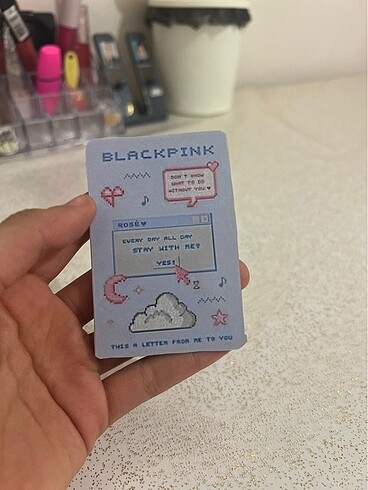 BLACKPINK
DON'T KNOW
WHAT TO DO
WITHOUT YOU ♥
ROSÉ ♥
EVERY DAY ALL DAY
STAY WITH ME?
YES!
THIS A LETTER FROM ME TO YOU